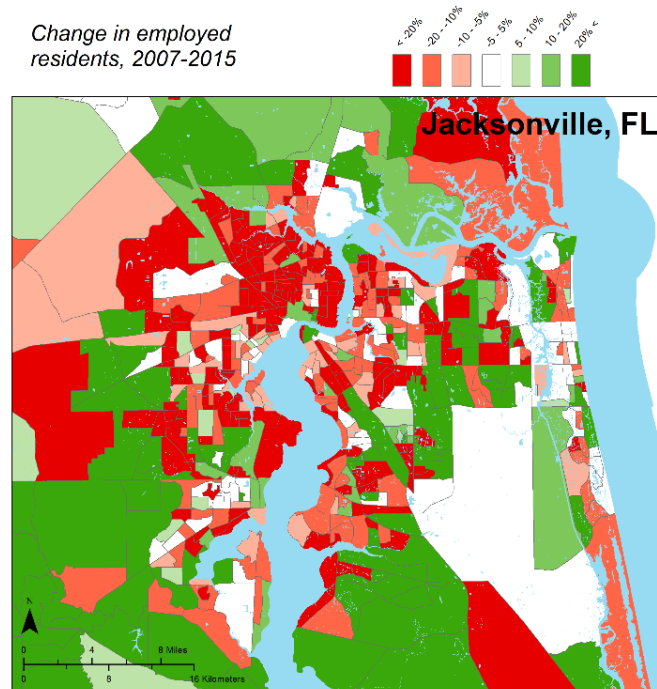 Change in employed
residents, 2007-2015
< -20%
-20 - -10%
-10 - -5%
-5 - 5%
5 - 10%
10 - 20%
20% <
Jacksonville, FL
N
0 4 8 Miles
0 8 16 Kilometers